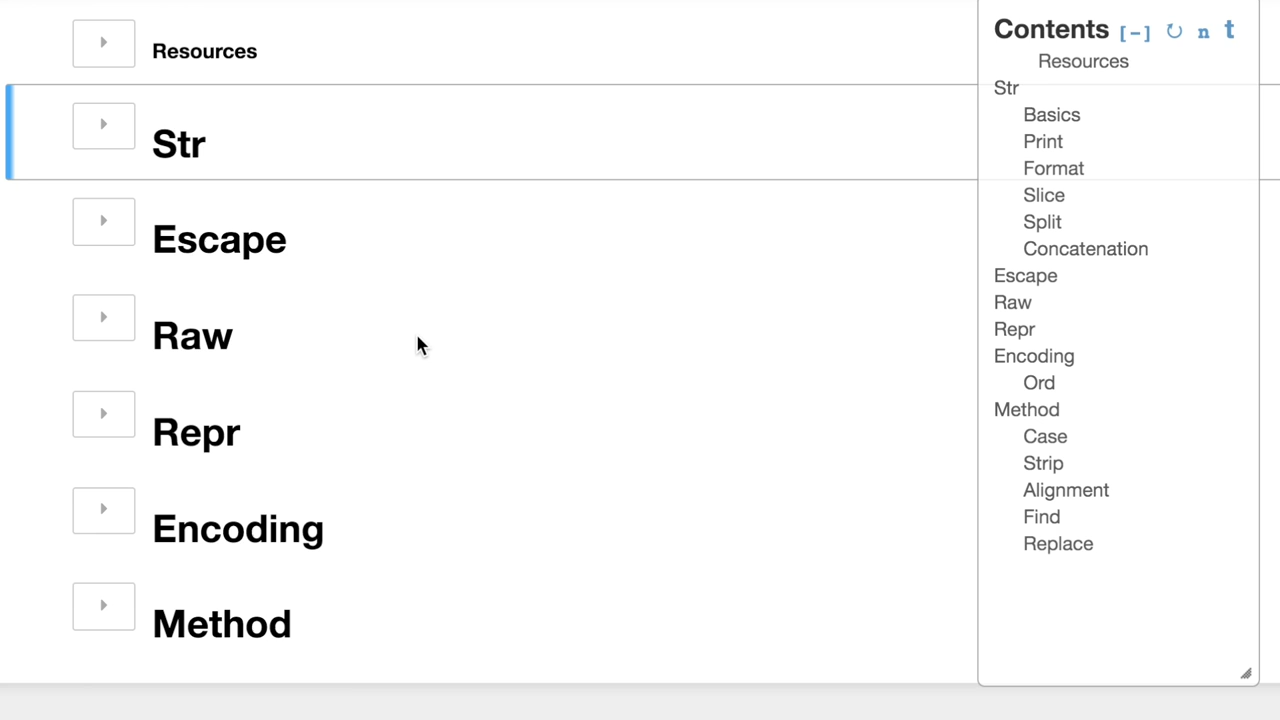 Resources
Str
Escape
Raw
Repr
Encoding
Method
Contents [-] ↻ n t
Resources
Str
Basics
Print
Format
Slice
Split
Concatenation
Escape
Raw
Repr
Encoding
Ord
Method
Case
Strip
Alignment
Find
Replace